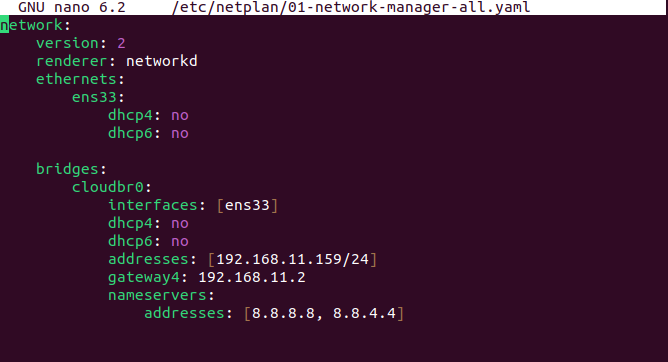 GNU nano 6.2     /etc/netplan/01-network-manager-all.yaml
network:
    version: 2
    renderer: networkd
    ethernets:
        ens33:
            dhcp4: no
            dhcp6: no

    bridges:
        cloudbr0:
            interfaces: [ens33]
            dhcp4: no
            dhcp6: no
            addresses: [192.168.11.159/24]
            gateway4: 192.168.11.2
            nameservers:
                addresses: [8.8.8.8, 8.8.4.4]